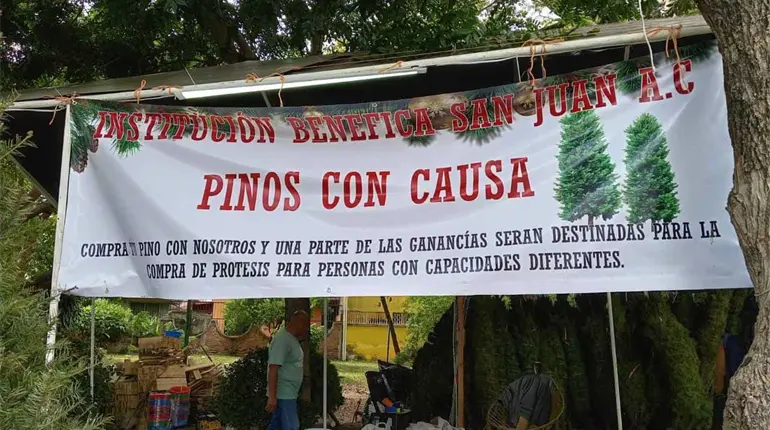 INSTITUCIÓN BENEFICA SAN JUAN A.C
PINOS CON CAUSA
COMPRA TU PINO CON NOSOTROS Y UNA PARTE DE LAS GANANCÍAS SERAN DESTINADAS PARA LA
COMPRA DE PROTESIS PARA PERSONAS CON CAPACIDADES DIFERENTES.